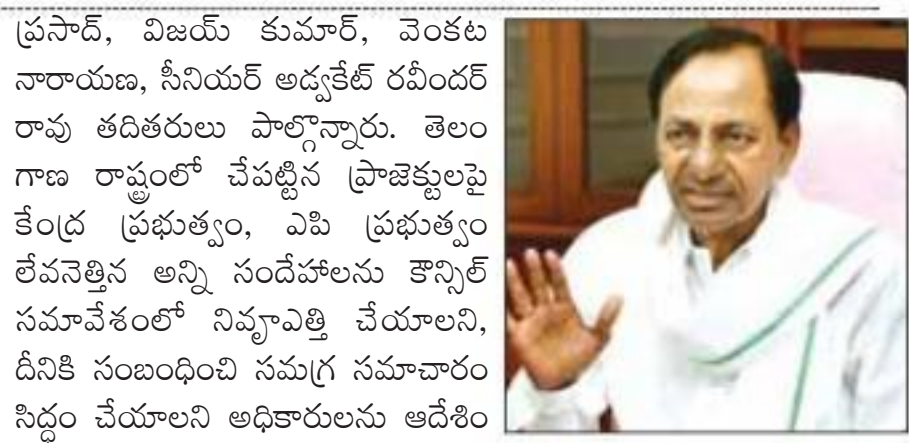 ప్రసాద్, విజయ్ కుమార్, వెంకట
నారాయణ, సీనియర్ అడ్వకేట్ రవీందర్
రావు తదితరులు పాల్గొన్నారు. తెలం
గాణ రాష్ట్రంలో చేపట్టిన ప్రాజెక్టులపై
కేంద్ర ప్రభుత్వం, ఎపి ప్రభుత్వం
లేవనెత్తిన అన్ని సందేహాలను కౌన్సిల్
సమావేశంలో నివృఎత్తి చేయాలని,
దీనికి సంబంధించి సమగ్ర సమాచారం
సిద్ధం చేయాలని అధికారులను ఆదేశిం